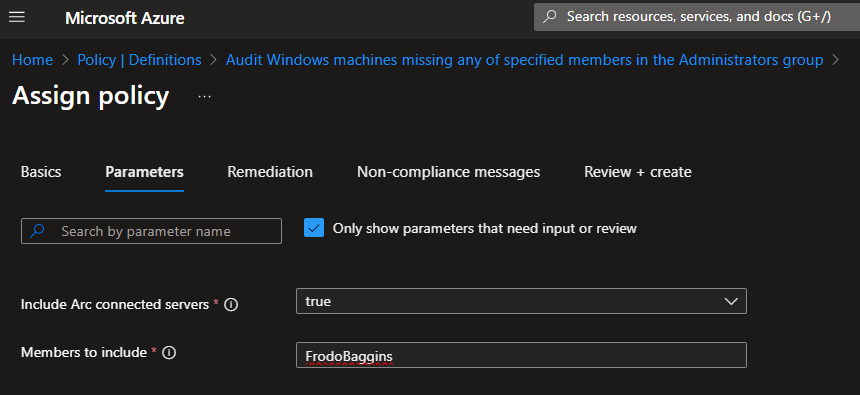 Microsoft Azure
Search resources, services, and docs (G+/)
Home > Policy | Definitions > Audit Windows machines missing any of specified members in the Administrators group >
Assign policy ...
Basics Parameters Remediation Non-compliance messages Review + create
Search by parameter name
Only show parameters that need input or review
Include Arc connected servers *
true
Members to include *
FrodoBaggins